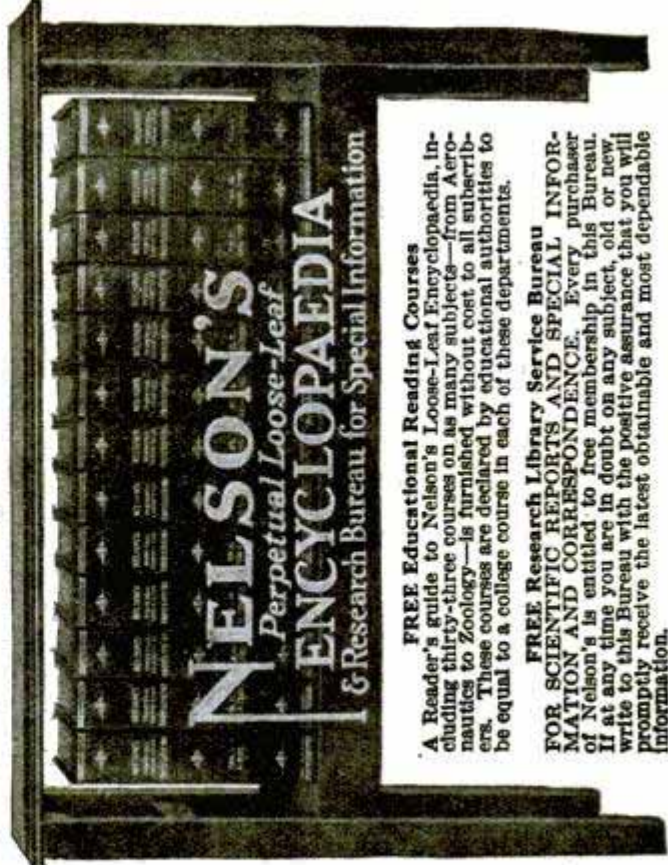 NELSON'S
Perpetual Loose-Leaf
ENCYCLOPAEDIA
& Research Bureau for Special Information
FREE Educational Reading Courses
A Reader's guide to Nelson's Loose-Leaf Encyclopaedia, in-
cluding thirty-three courses on as many subjects—from Aero-
nautics to Zoology—is furnished without cost to all subscrib-
ers. These courses are declared by educational authorities to
be equal to a college course in each of these departments.
FREE Research Library Service Bureau
FOR SCIENTIFIC REPORTS AND SPECIAL INFOR-
MATION AND CORRESPONDENCE. Every purchaser
of Nelson's is entitled to free membership in this Bureau.
If at any time you are in doubt on any subject, old or new,
write to this Bureau with the positive assurance that you will
promptly receive the latest obtainable and most dependable
information.